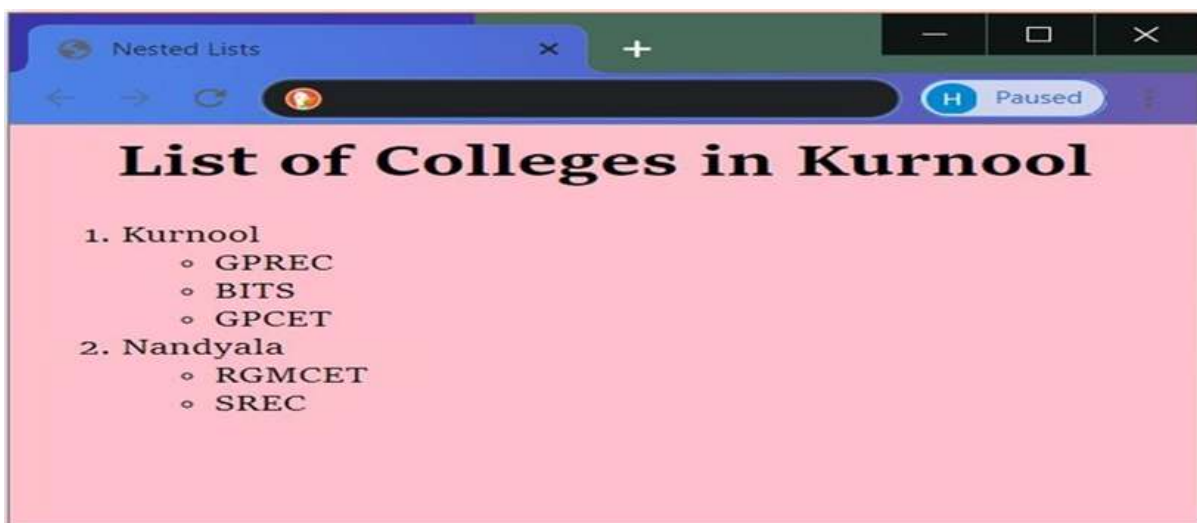 Nested Lists
H Paused
List of Colleges in Kurnool
1. Kurnool
GPREC
BITS
GPCET
2. Nandyala
RGMCET
SREC